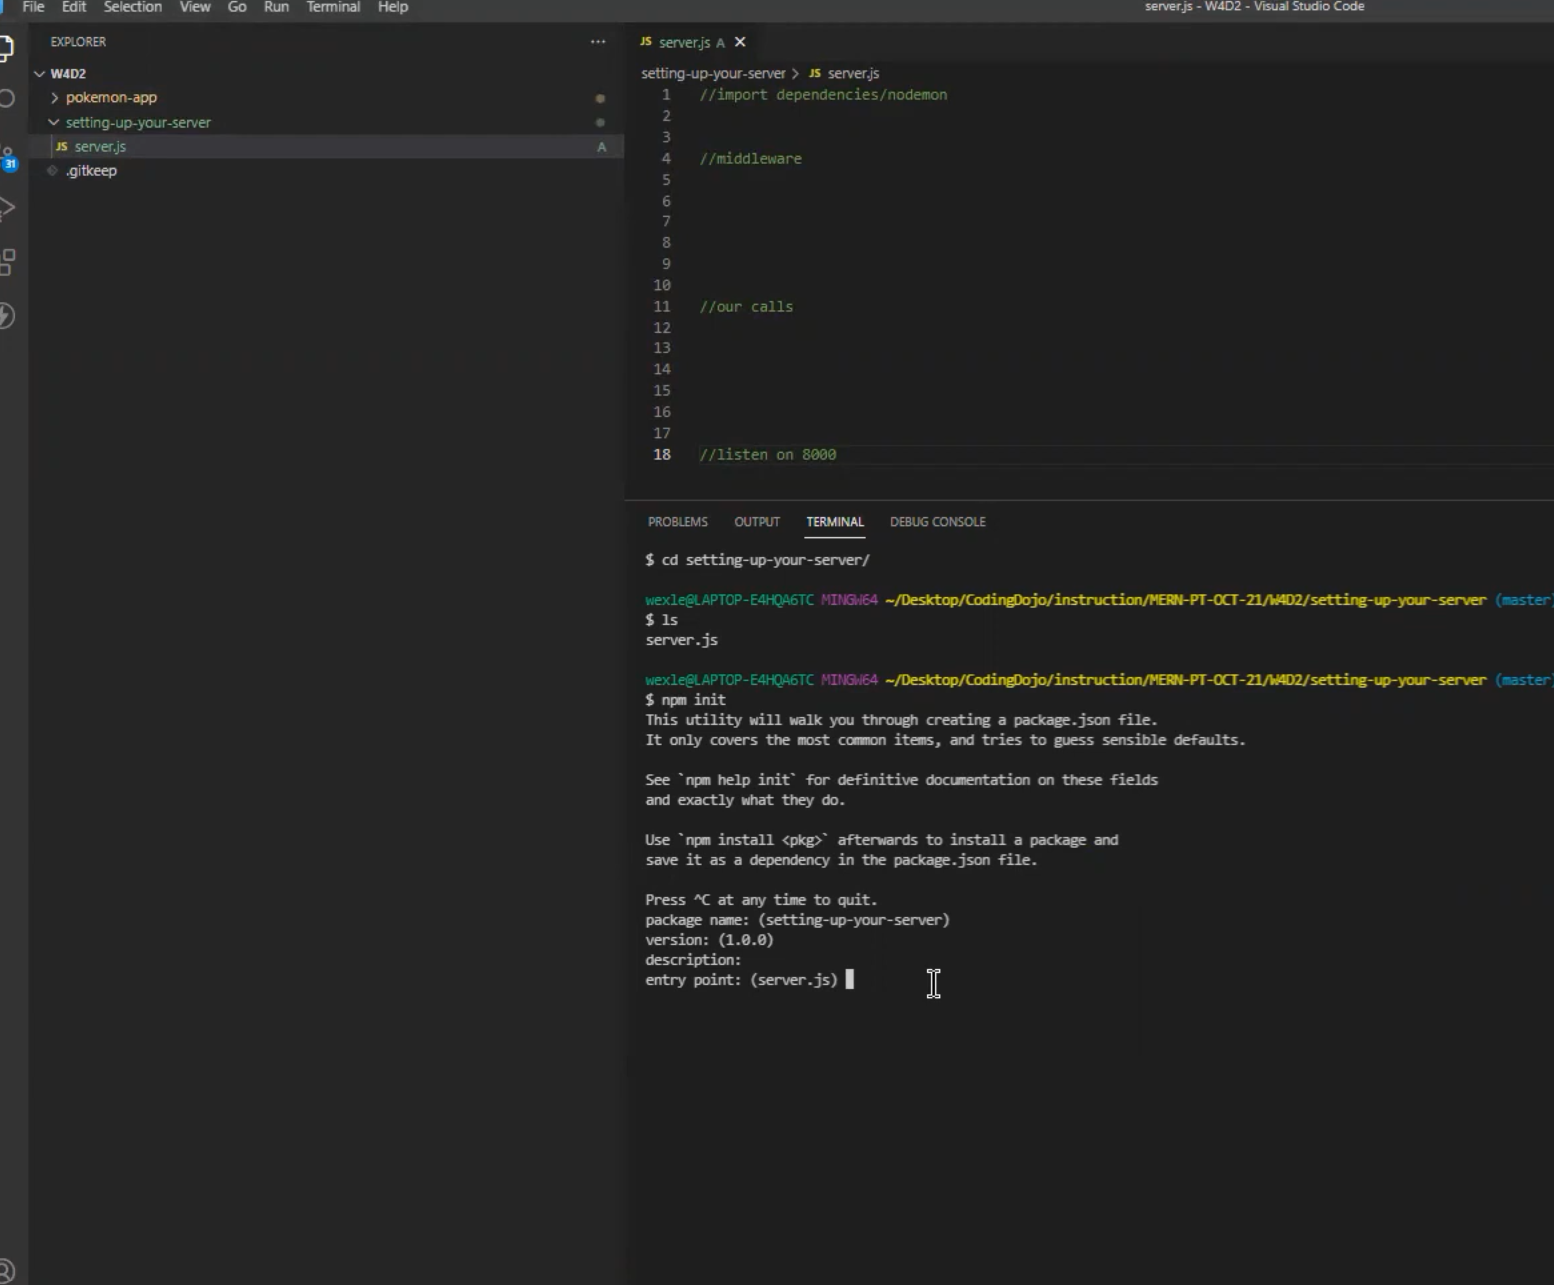 File Edit Selection View Go Run Terminal Help
server.js - W4D2 - Visual Studio Code
EXPLORER
W4D2
pokemon-app
setting-up-your-server
JS server.js A
.gitkeep
31
JS server.js A
setting-up-your-server > JS server.js
1 //import dependencies/nodemon
2
3
4 //middleware
5
6
7
8
9
10
11 //our calls
12
13
14
15
16
17
18 //listen on 8000
PROBLEMS OUTPUT TERMINAL DEBUG CONSOLE
$ cd setting-up-your-server/
wexle@LAPTOP-E4HQA6TC MINGW64 ~/Desktop/CodingDojo/instruction/MERN-PT-OCT-21/W4D2/setting-up-your-server (master)
$ ls
server.js
wexle@LAPTOP-E4HQA6TC MINGW64 ~/Desktop/CodingDojo/instruction/MERN-PT-OCT-21/W4D2/setting-up-your-server (master)
$ npm init
This utility will walk you through creating a package.json file.
It only covers the most common items, and tries to guess sensible defaults.
See `npm help init` for definitive documentation on these fields
and exactly what they do.
Use `npm install <pkg>` afterwards to install a package and
save it as a dependency in the package.json file.
Press ^C at any time to quit.
package name: (setting-up-your-server)
version: (1.0.0)
description:
entry point: (server.js)